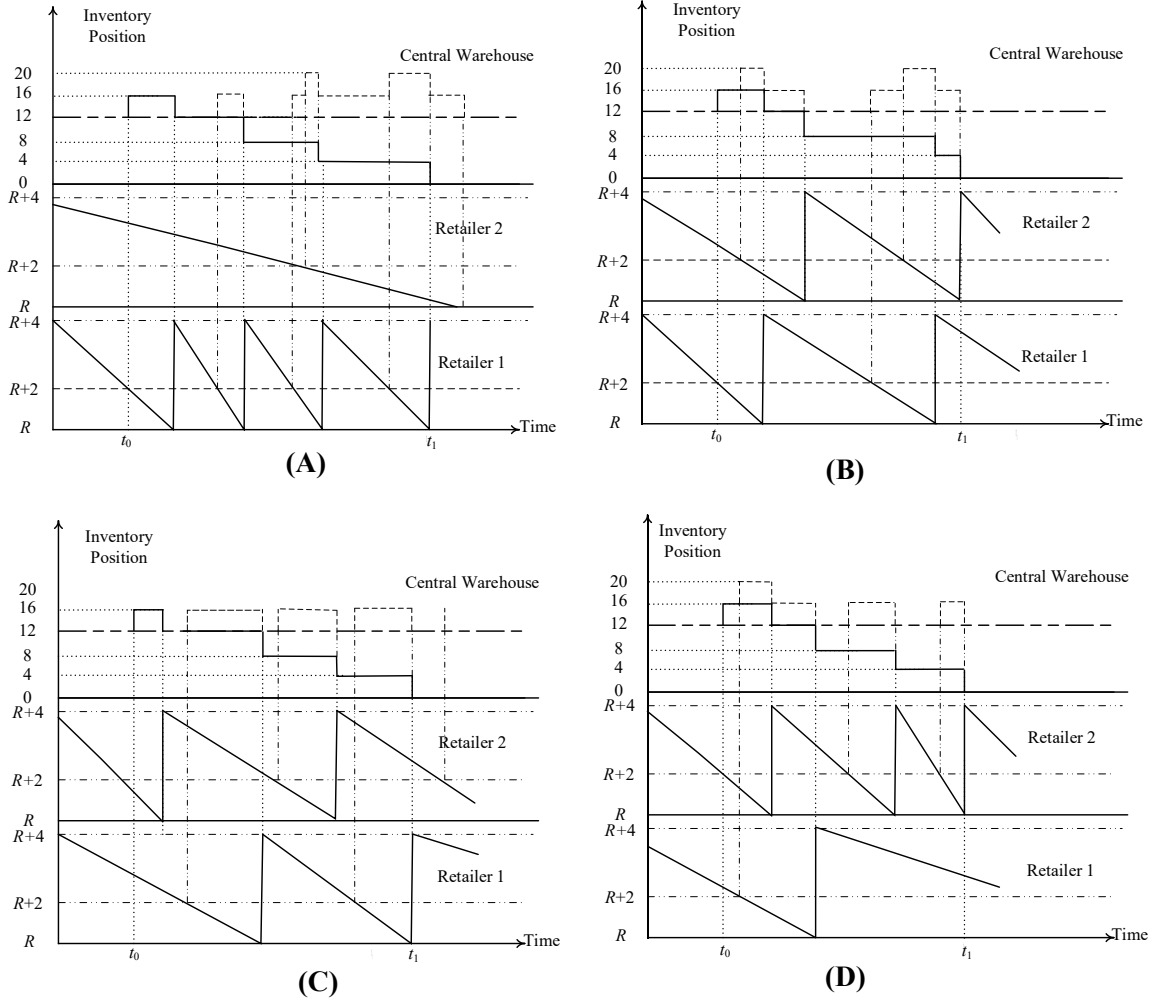 Inventory
Position
Central Warehouse
20
16
12
8
4
0
R+4
Retailer 2
R+2
R
R+4
Retailer 1
R+2
R
Time
t0
t1
(A)
Inventory
Position
Central Warehouse
20
16
12
8
4
0
R+4
Retailer 2
R+2
R
R+4
Retailer 1
R+2
R
Time
t0
t1
(B)
Inventory
Position
Central Warehouse
20
16
12
8
4
0
R+4
Retailer 2
R+2
R
R+4
Retailer 1
R+2
R
Time
t0
t1
(C)
Inventory
Position
Central Warehouse
20
16
12
8
4
0
R+4
Retailer 2
R+2
R
R+4
Retailer 1
R+2
R
Time
t0
t1
(D)